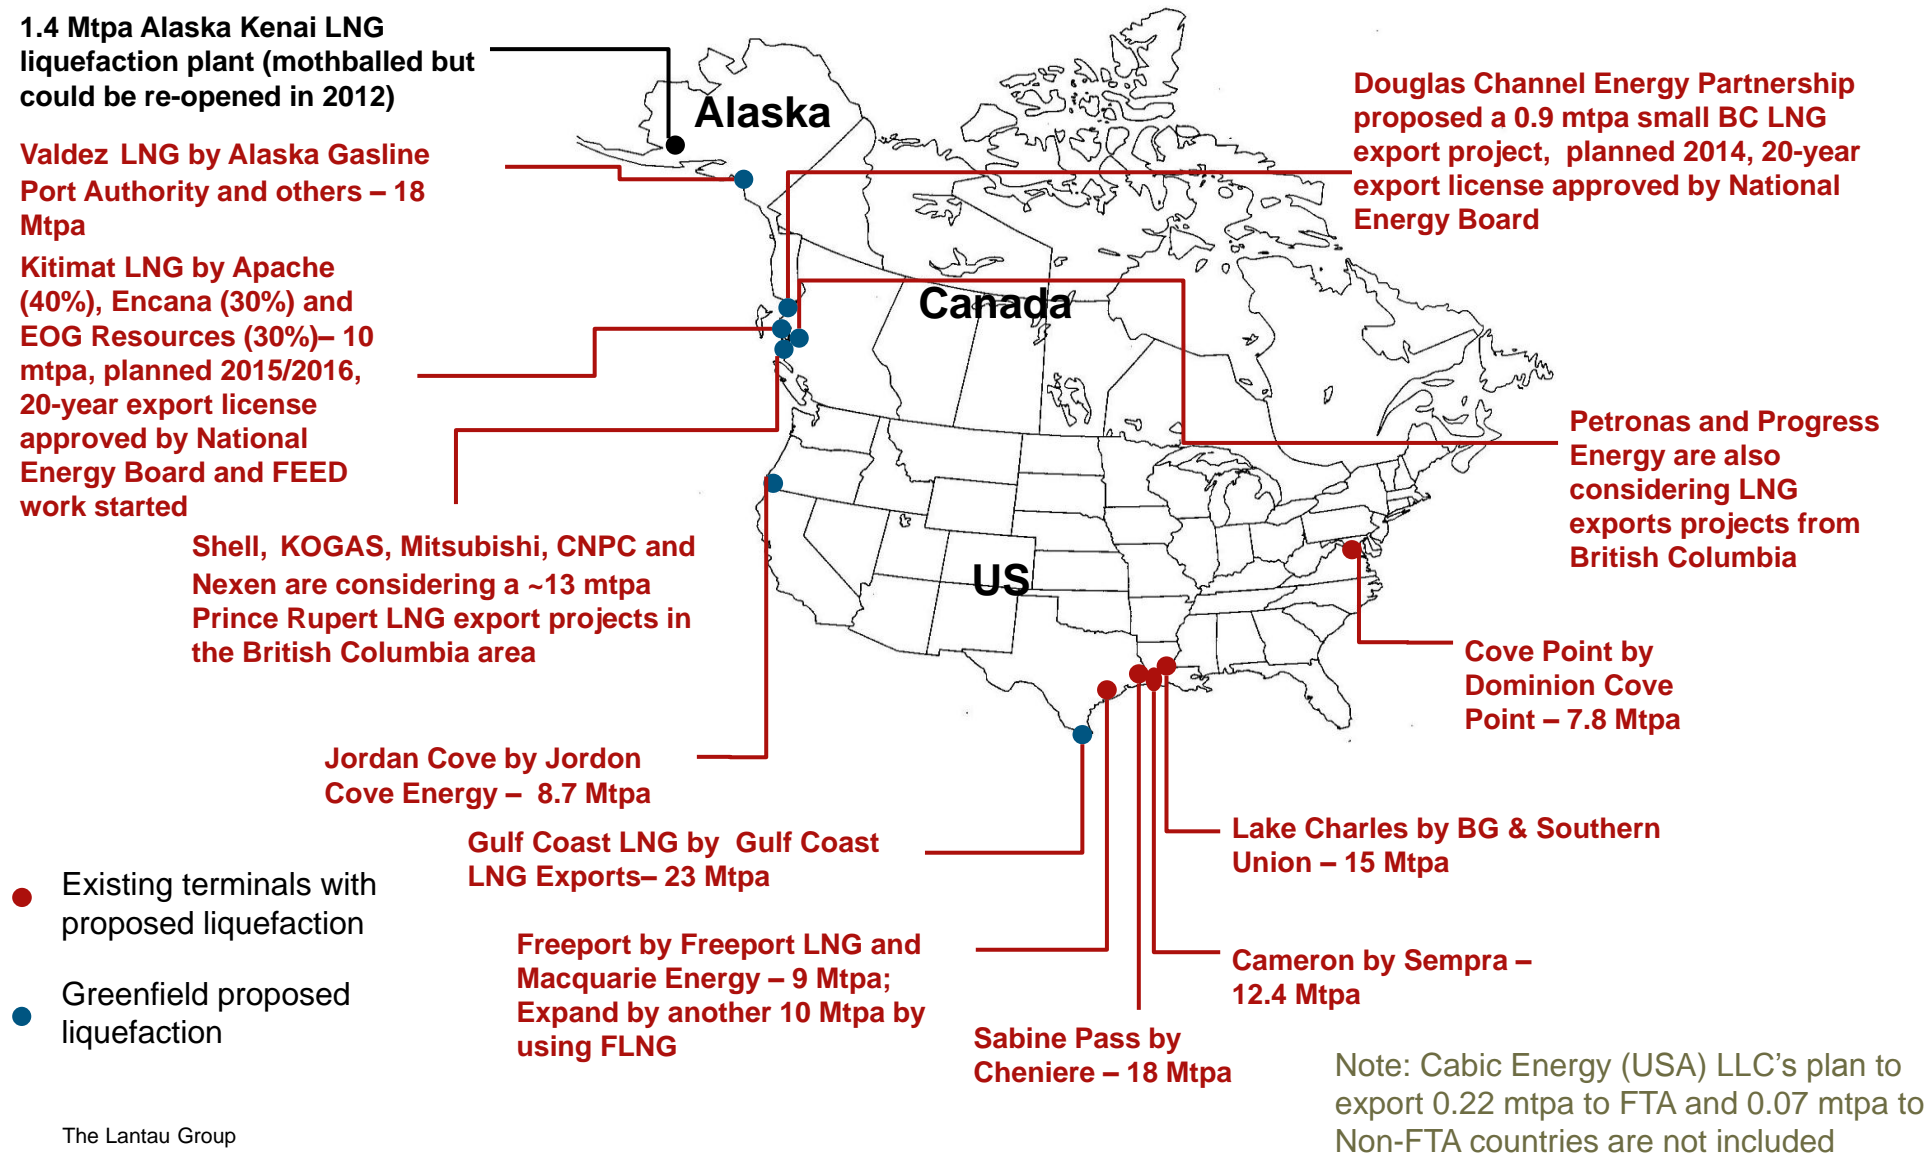 1.4 Mtpa Alaska Kenai LNG
liquefaction plant (mothballed but
could be re-opened in 2012)
Valdez LNG by Alaska Gasline
Port Authority and others – 18
Mtpa
Kitimat LNG by Apache
(40%), Encana (30%) and
EOG Resources (30%)– 10
mtpa, planned 2015/2016,
20-year export license
approved by National
Energy Board and FEED
work started
Shell, KOGAS, Mitsubishi, CNPC and
Nexen are considering a ~13 mtpa
Prince Rupert LNG export projects in
the British Columbia area
Jordan Cove by Jordon
Cove Energy – 8.7 Mtpa
Gulf Coast LNG by Gulf Coast
LNG Exports– 23 Mtpa
Freeport by Freeport LNG and
Macquarie Energy – 9 Mtpa;
Expand by another 10 Mtpa by
using FLNG
Sabine Pass by
Cheniere – 18 Mtpa
Cameron by Sempra –
12.4 Mtpa
Lake Charles by BG & Southern
Union – 15 Mtpa
Cove Point by
Dominion Cove
Point – 7.8 Mtpa
Petronas and Progress
Energy are also
considering LNG
exports projects from
British Columbia
Douglas Channel Energy Partnership
proposed a 0.9 mtpa small BC LNG
export project, planned 2014, 20-year
export license approved by National
Energy Board
Alaska
Canada
US
Existing terminals with
proposed liquefaction
Greenfield proposed
liquefaction
The Lantau Group
Note: Cabic Energy (USA) LLC’s plan to
export 0.22 mtpa to FTA and 0.07 mtpa to
Non-FTA countries are not included